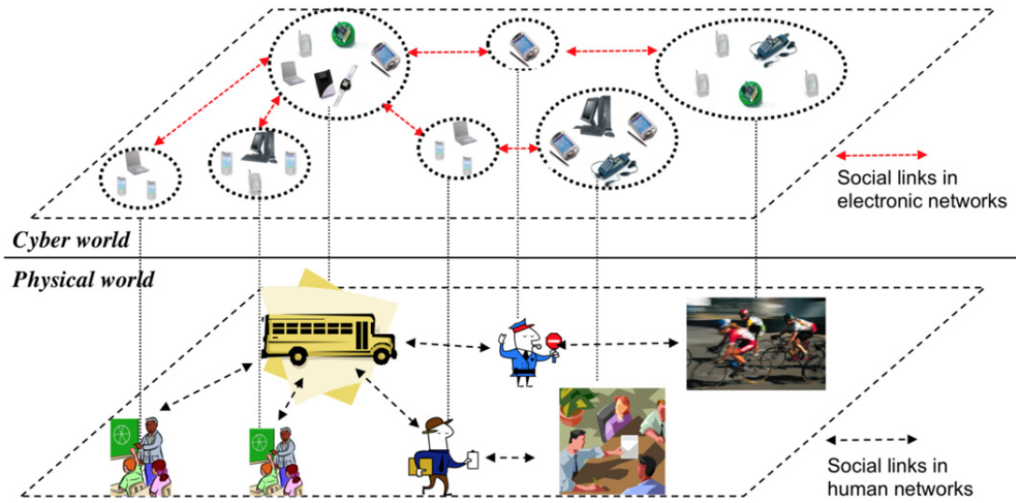 Social links in
electronic networks
Cyber world
Physical world
Social links in
human networks